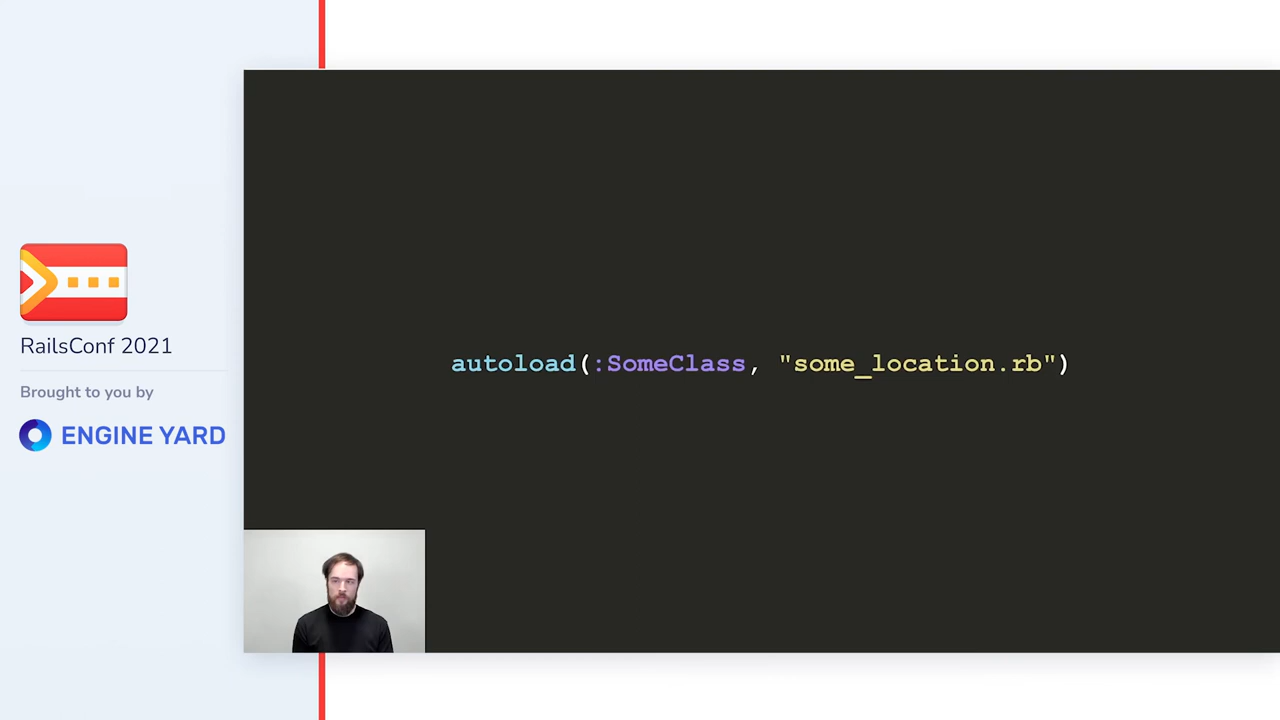 RailsConf 2021
Brought to you by
ENGINE YARD
autoload(:SomeClass, "some_location.rb")